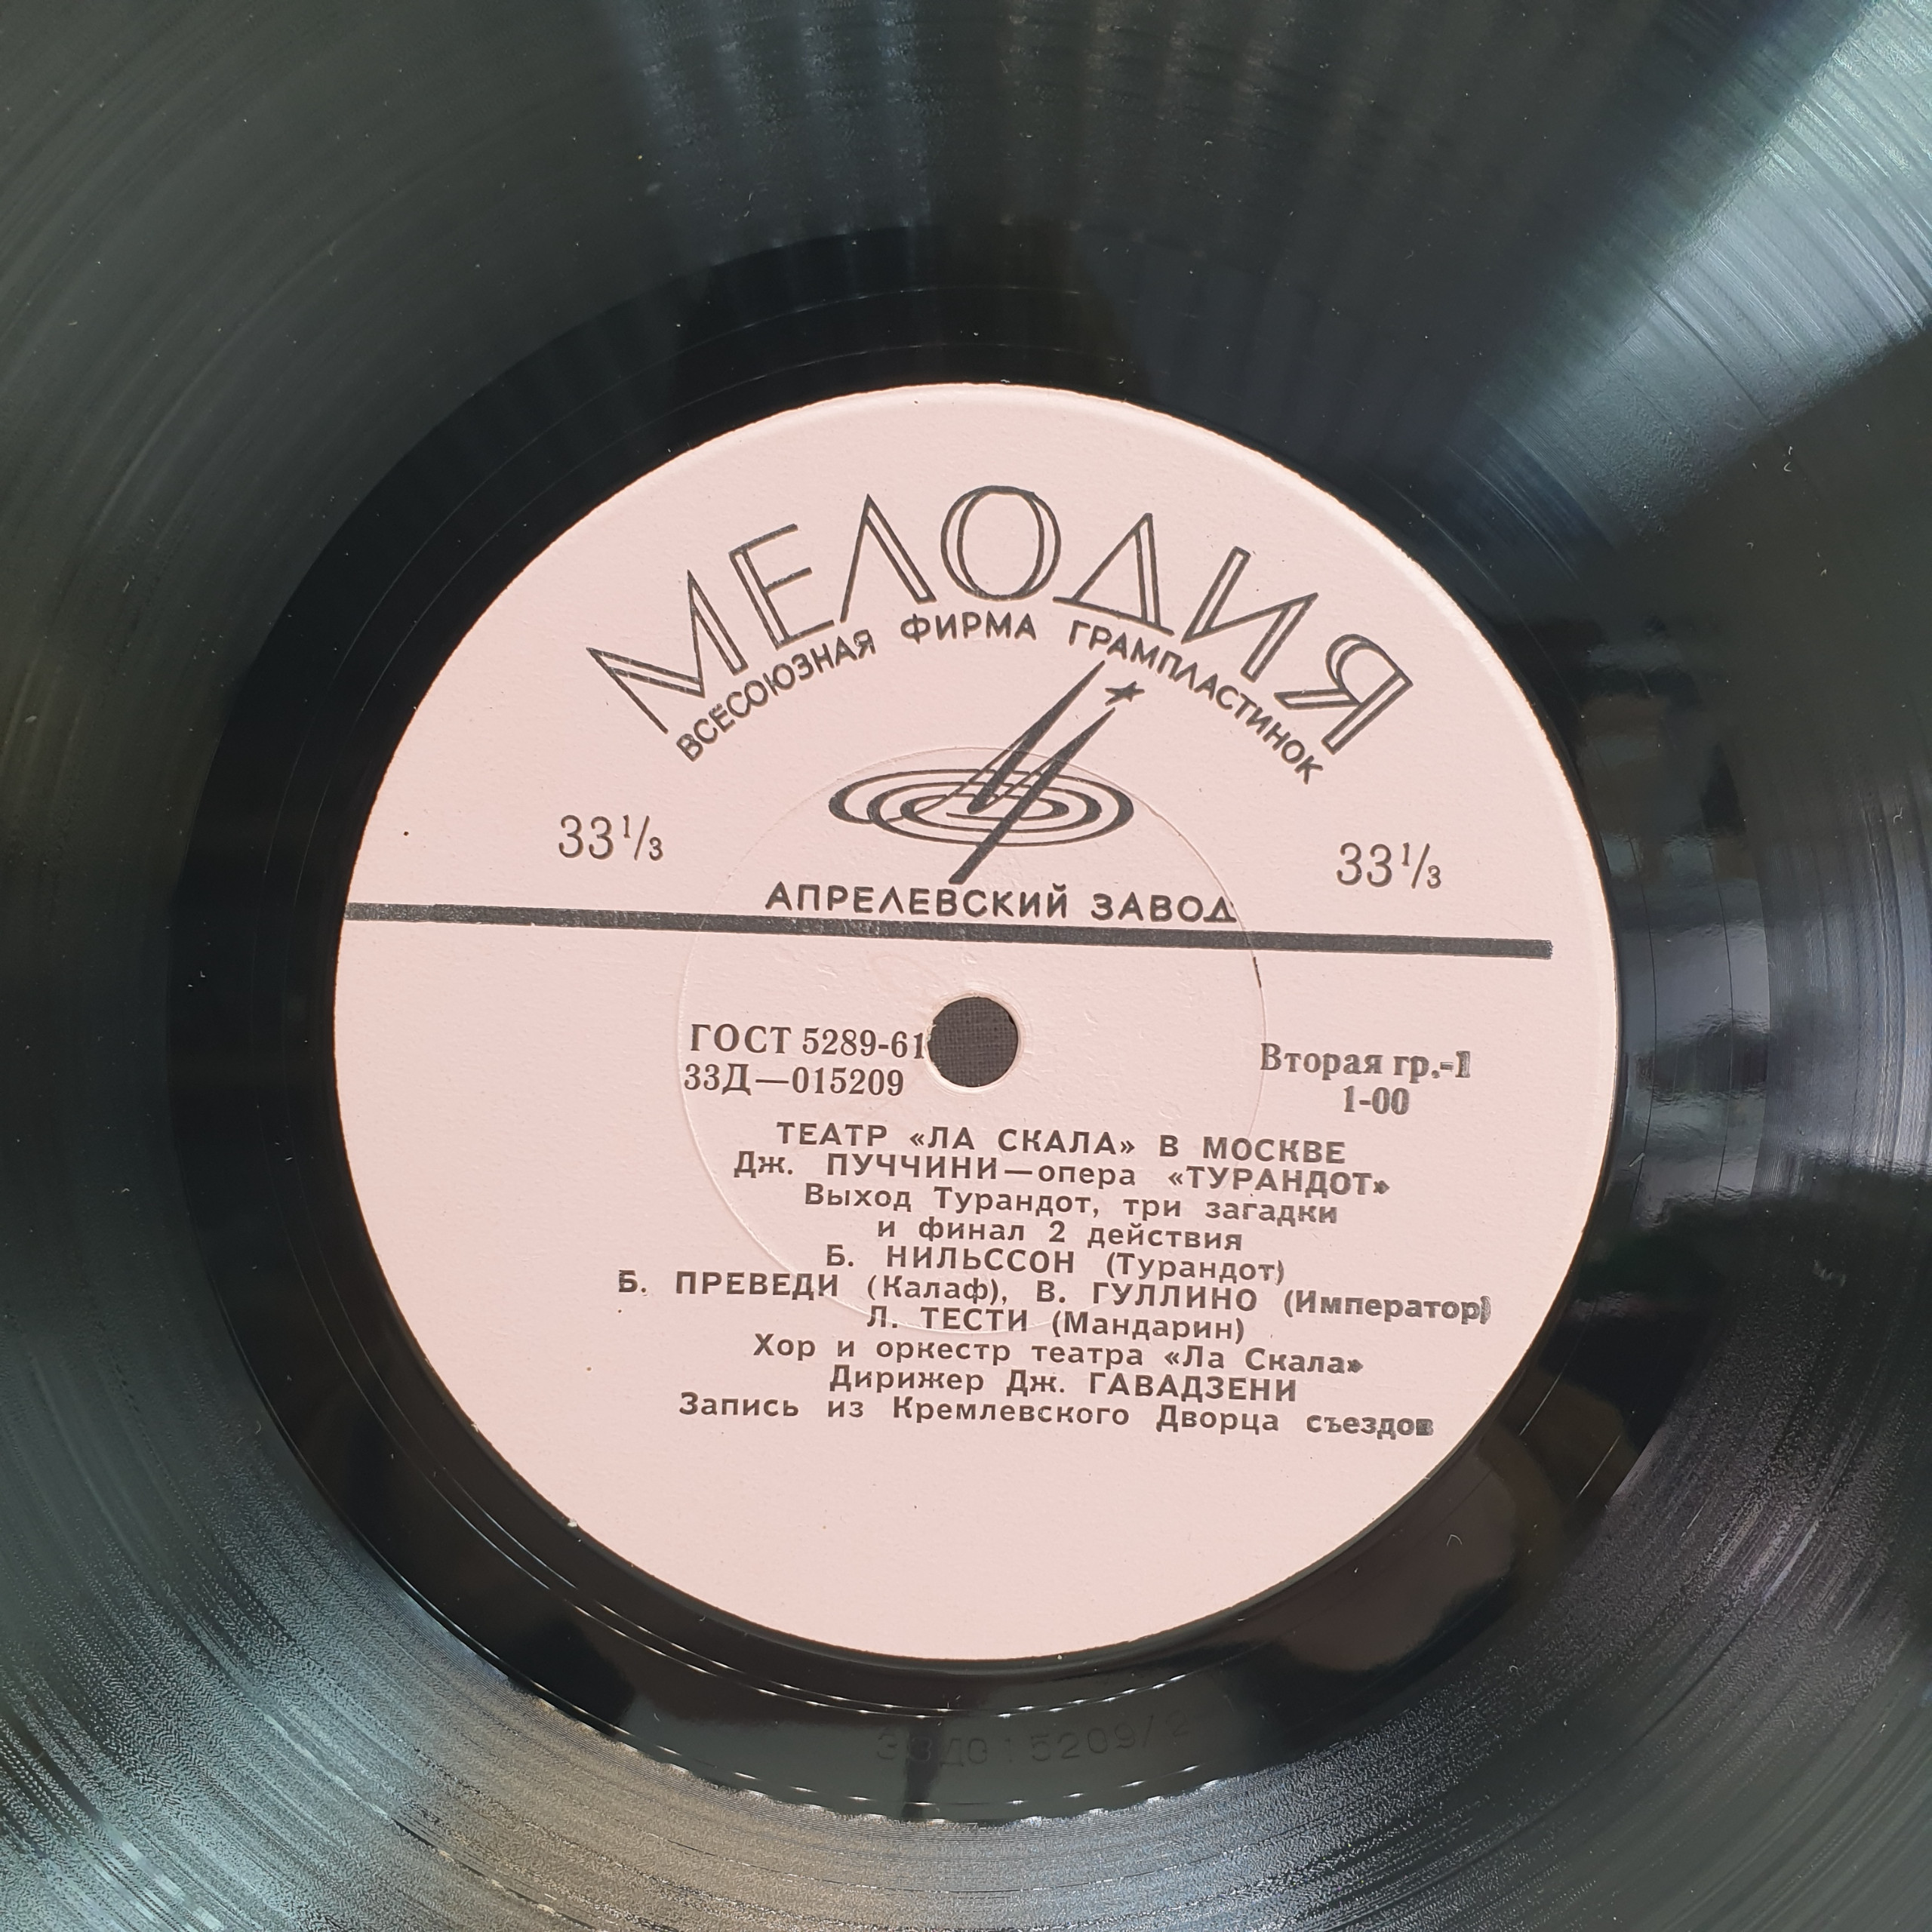 МЕЛОДИЯ
ВСЕСОЮЗНАЯ ФИРМА ГРАМПЛАСТИНОК
33⅓ 33⅓
АПРЕЛЕВСКИЙ ЗАВОД
ГОСТ 5289-61
33Д—015209
Вторая гр.-1
1-00
ТЕАТР «ЛА СКАЛА» В МОСКВЕ
Дж. ПУЧЧИНИ—опера «ТУРАНДОТ»
Выход Турандот, три загадки
и финал 2 действия
Б. НИЛЬССОН (Турандот)
Б. ПРЕВЕДИ (Калаф), В. ГУЛЛИНО (Император)
Л. ТЕСТИ (Мандарин)
Хор и оркестр театра «Ла Скала»
Дирижер Дж. ГАВАДЗЕНИ
Запись из Кремлевского Дворца съездов